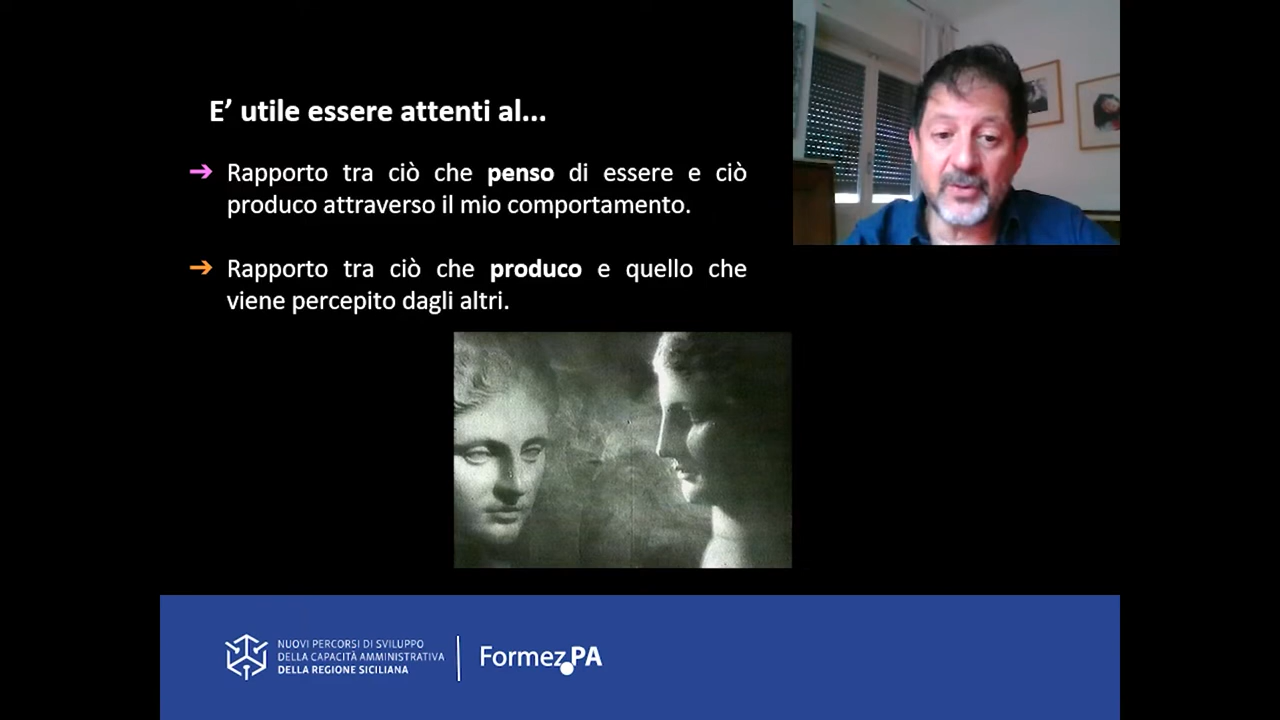 E’ utile essere attenti al...
➔ Rapporto tra ciò che penso di essere e ciò
produco attraverso il mio comportamento.
➔ Rapporto tra ciò che produco e quello che
viene percepito dagli altri.
NUOVI PERCORSI DI SVILUPPO
DELLA CAPACITÀ AMMINISTRATIVA
DELLA REGIONE SICILIANA
Formez PA